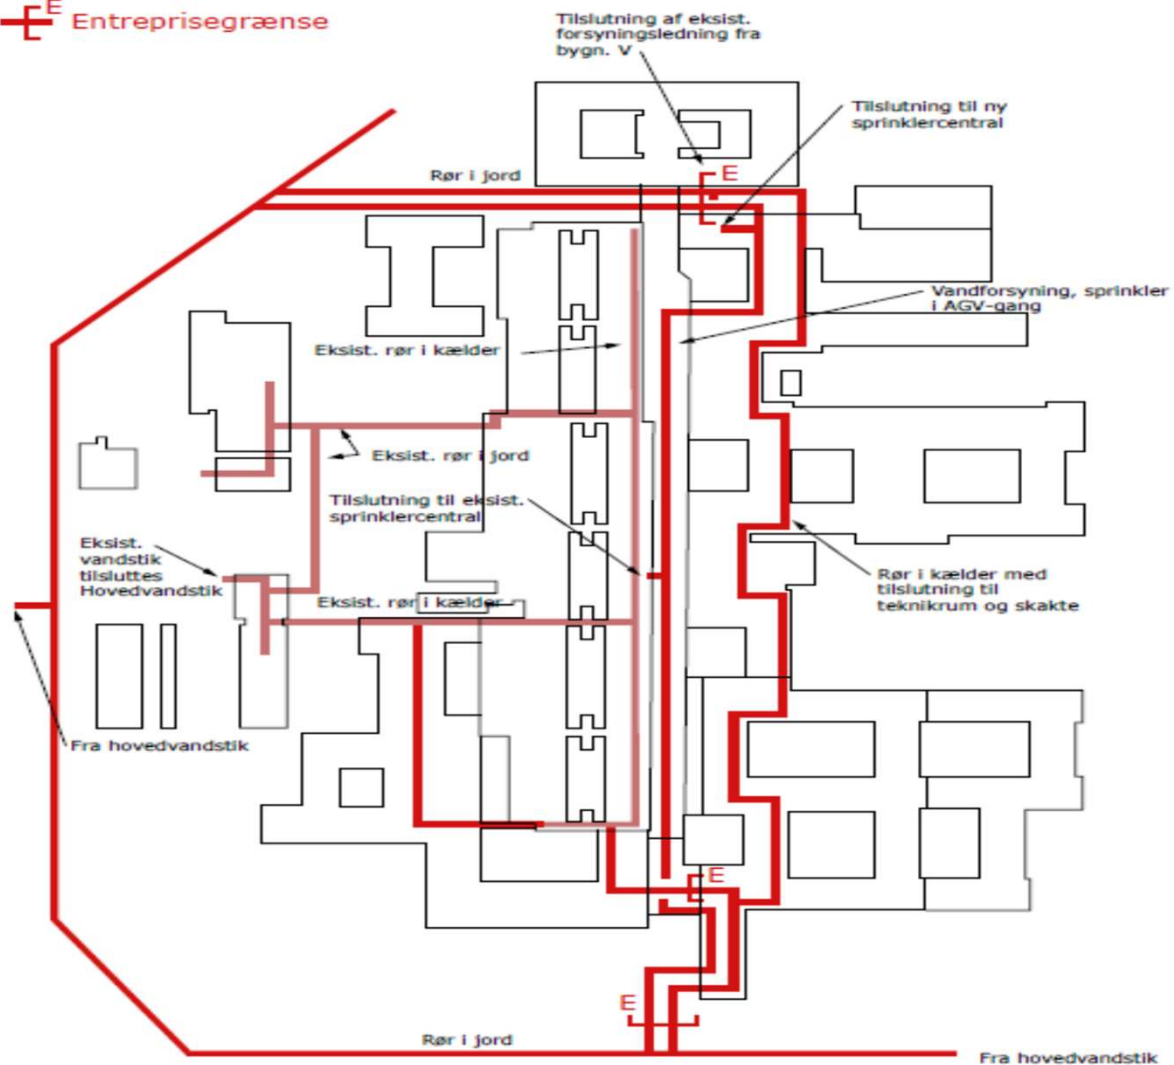 E
Entreprisegrænse
Tilslutning af eksist.
forsyningsledning fra
bygn. V
Tilslutning til ny
sprinklercentral
Rør i jord
E
Vandforsyning, sprinkler
i AGV-gang
Eksist. rør i kælder
Eksist. rør i jord
Tilslutning til eksist.
sprinklercentral
Eksist.
vandstik
tilsluttes
Hovedvandstik
Eksist. rør i kælder
Rør i kælder med
tilslutning til
teknikrum og skakte
Fra hovedvandstik
E
E
Rør i jord
Fra hovedvandstik